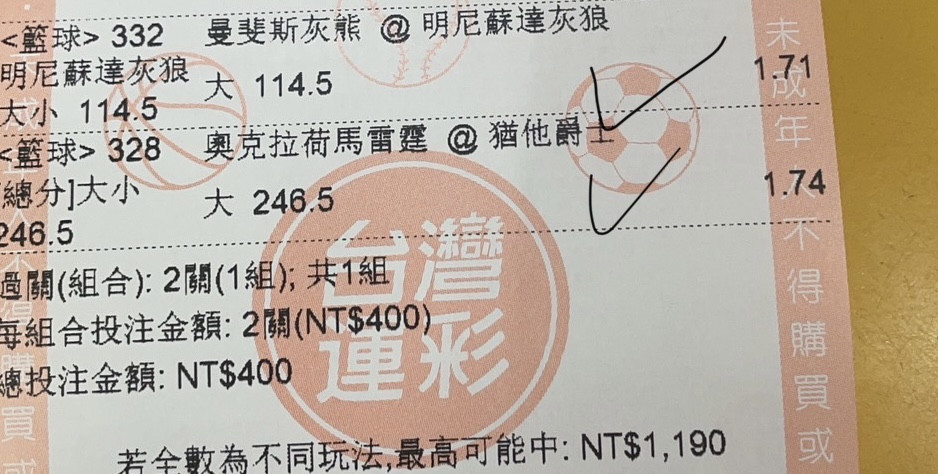 <籃球> 332 曼斐斯灰熊 @ 明尼蘇達灰狼
明尼蘇達灰狼 大 114.5 1.71
大小 114.5
<籃球> 328 奧克拉荷馬雷霆 @ 猶他爵士
[總分]大小 大 246.5 1.74
246.5
過關(組合): 2關(1組); 共1組
每組合投注金額: 2關(NT$400)
總投注金額: NT$400
若全數為不同玩法,最高可能中: NT$1,190
台灣
運彩
未成年人不得購買或